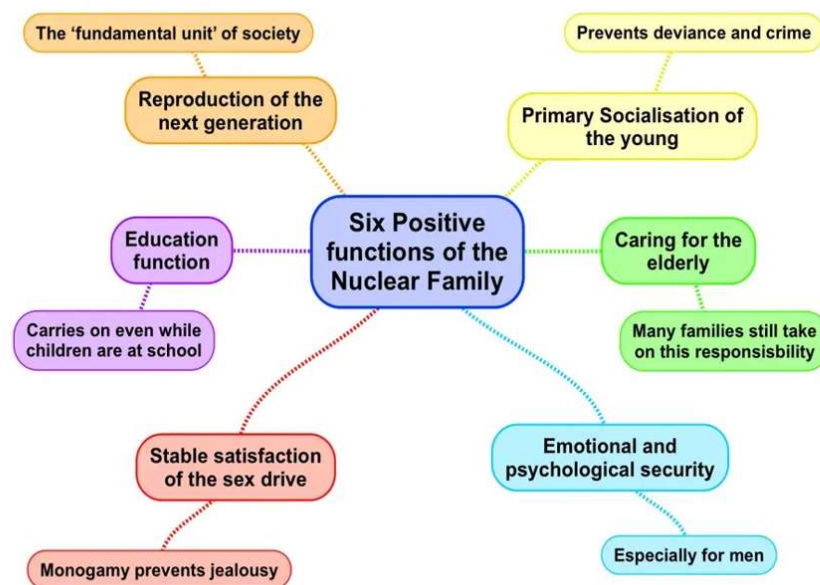 The 'fundamental unit' of society
Reproduction of the
next generation
Prevents deviance and crime
Primary Socialisation of
the young
Six Positive
functions of the
Nuclear Family
Education
function
Carries on even while
children are at school
Caring for the
elderly
Many families still take
on this responsisbility
Stable satisfaction
of the sex drive
Monogamy prevents jealousy
Emotional and
psychological security
Especially for men